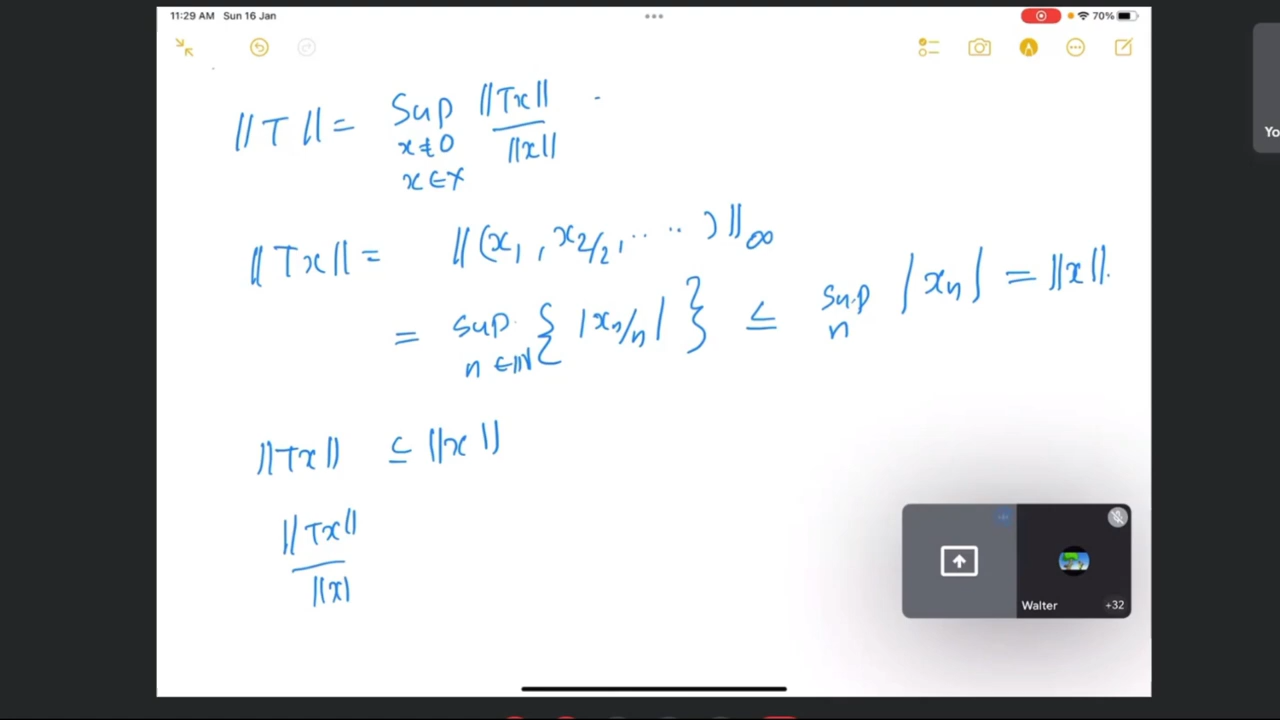 11:29 AM Sun 16 Jan
70%
||T|| = Sup ||Tx||
x≠0 ||x||
x∈X
||Tx|| = ||(x₁, x₂/₂, ... ..)||∞
= sup { |xₙ/ₙ| } ≤ sup |xₙ| = ||x||.
n∈ℕ n
||Tx|| ≤ ||x||
||Tx||
||x|
Yo
Walter +32